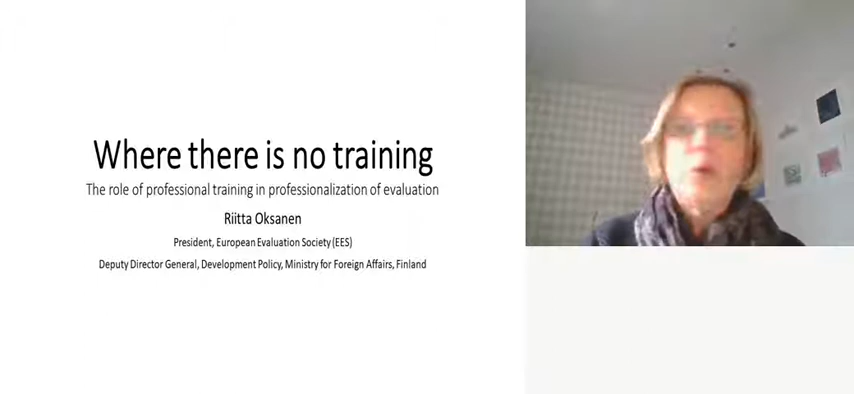 Where there is no training
The role of professional training in professionalization of evaluation
Riitta Oksanen
President, European Evaluation Society (EES)
Deputy Director General, Development Policy, Ministry for Foreign Affairs, Finland